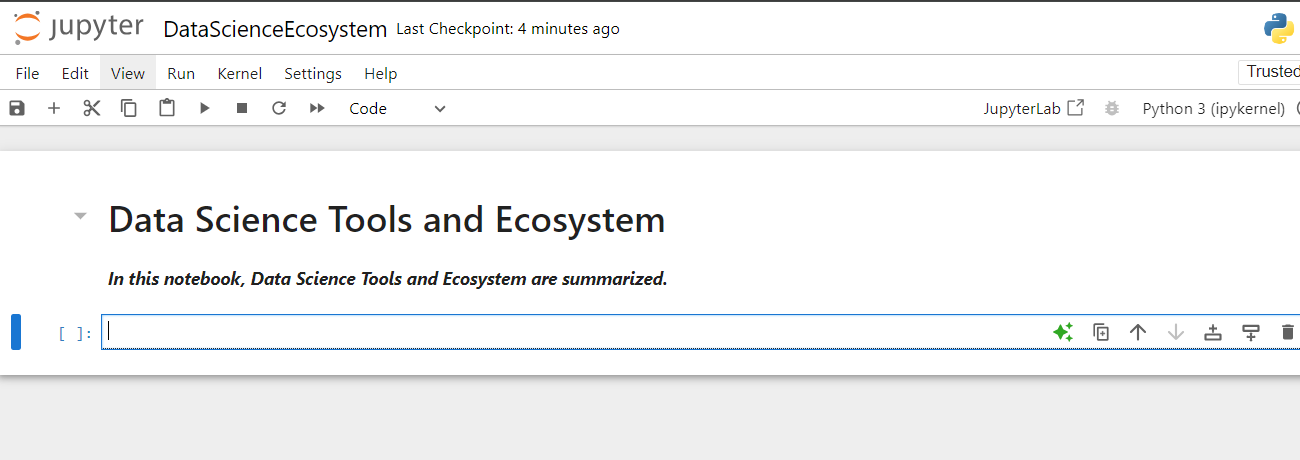 jupyter DataScienceEcosystem Last Checkpoint: 4 minutes ago
File Edit View Run Kernel Settings Help Trusted
Code JupyterLab Python 3 (ipykernel)
Data Science Tools and Ecosystem
In this notebook, Data Science Tools and Ecosystem are summarized.
[ ]: